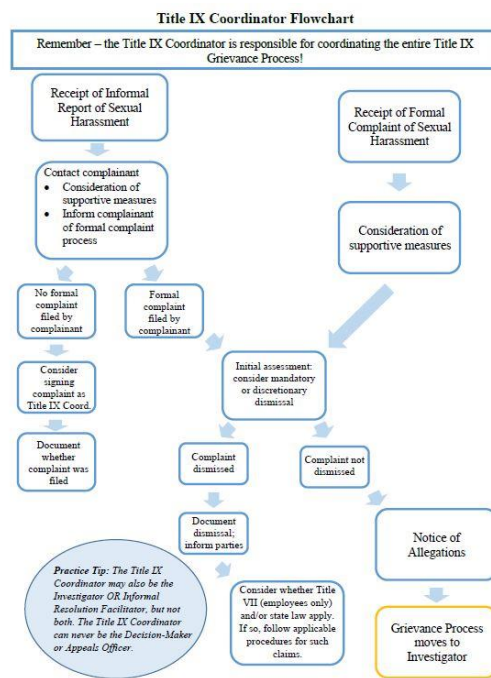 Title IX Coordinator Flowchart
Remember – the Title IX Coordinator is responsible for coordinating the entire Title IX
Grievance Process!
Receipt of Informal
Report of Sexual
Harassment
Receipt of Formal
Complaint of Sexual
Harassment
Contact complainant
• Consideration of
supportive measures
• Inform complainant
of formal complaint
process
Consideration of
supportive measures
No formal
complaint
filed by
complainant
Formal
complaint
filed by
complainant
Consider
signing
complaint as
Title IX Coord.
Initial assessment:
consider mandatory
or discretionary
dismissal
Document
whether
complaint was
filed
Complaint
dismissed
Complaint not
dismissed
Document
dismissal;
inform parties
Notice of
Allegations
Practice Tip: The Title IX
Coordinator may also be the
Investigator OR Informal
Resolution Facilitator, but not
both. The Title IX Coordinator
can never be the Decision-Maker
or Appeals Officer.
Consider whether Title
VII (employees only)
and/or state law apply.
If so, follow applicable
procedures for such
claims.
Grievance Process
moves to
Investigator